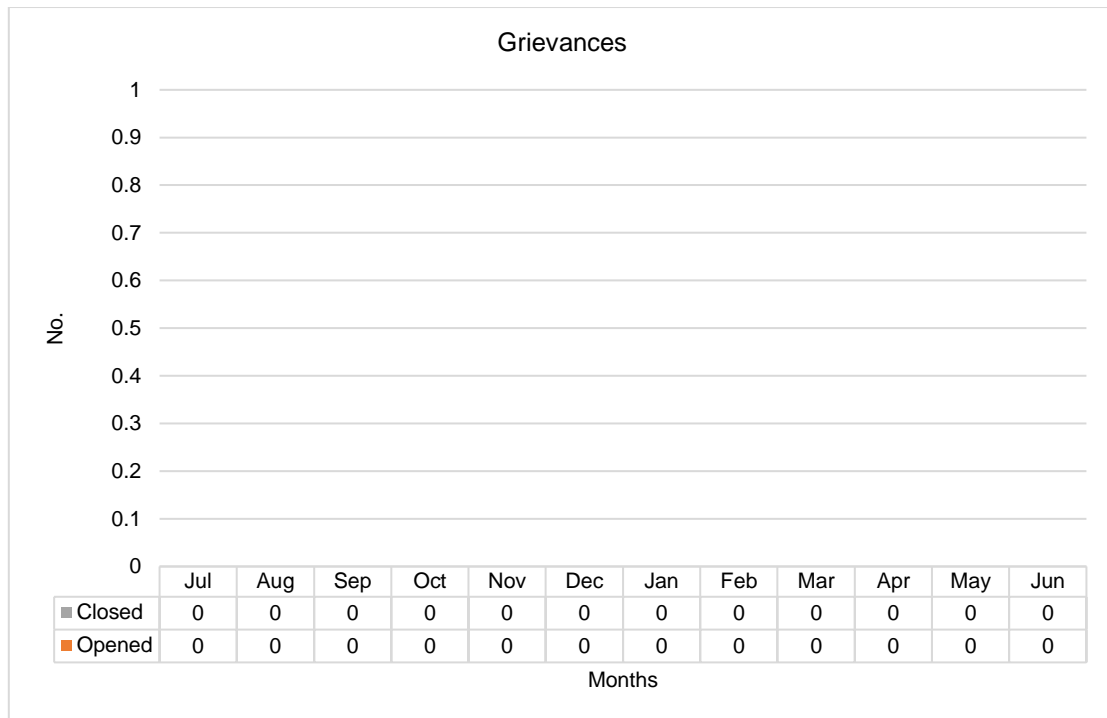 Grievances
1
0.9
0.8
0.7
0.6
0.5
0.4
0.3
0.2
0.1
0
No.
Jul Aug Sep Oct Nov Dec Jan Feb Mar Apr May Jun
Closed 0 0 0 0 0 0 0 0 0 0 0 0
Opened 0 0 0 0 0 0 0 0 0 0 0 0
Months